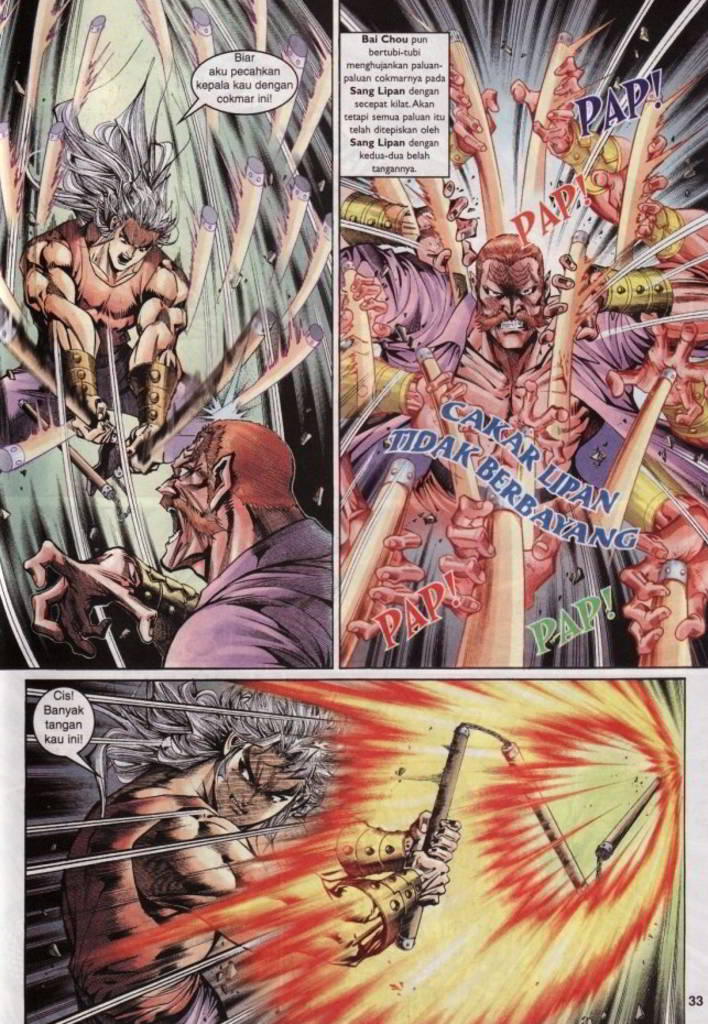 Biar
aku pecahkan
kepala kau dengan
cokmar ini!
Bai Chou pun
bertubi-tubi
menghujankan paluan-
paluan cokmarnya pada
Sang Lipan dengan
secepat kilat. Akan
tetapi semua paluan itu
telah ditepiskan oleh
Sang Lipan dengan
kedua-dua belah
tangannya.
PAP!
PAP!
CAKAR LIPAN
TIDAK BERBAYANG
PAP!
PAP!
Cis!
Banyak
tangan
kau ini!
33